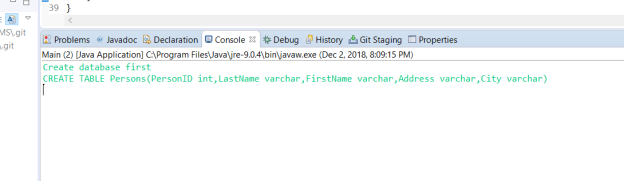 39 }
MS\.git
\.git
Problems Javadoc Declaration Console Debug History Git Staging Properties
Main (2) [Java Application] C:\Program Files\Java\jre-9.0.4\bin\javaw.exe (Dec 2, 2018, 8:09:15 PM)
Create database first
CREATE TABLE Persons(PersonID int,LastName varchar,FirstName varchar,Address varchar,City varchar)